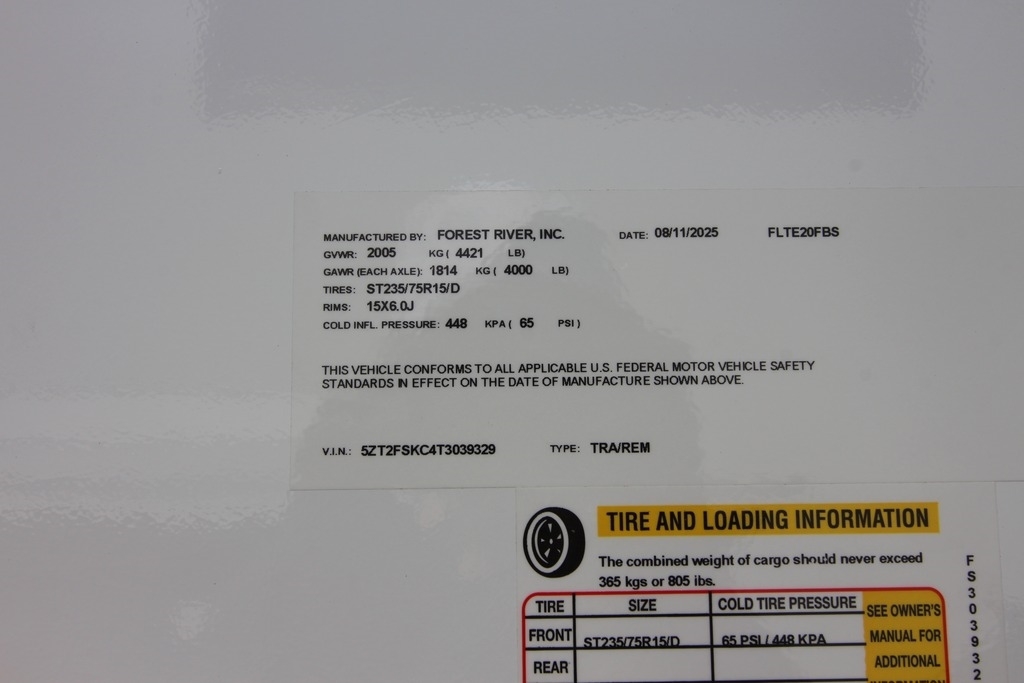 MANUFACTURED BY: FOREST RIVER, INC. DATE: 08/11/2025 FLTE20FBS
GVWR: 2005 KG ( 4421 LB)
GAWR (EACH AXLE): 1814 KG ( 4000 LB)
TIRES: ST235/75R15/D
RIMS: 15X6.0J
COLD INFL. PRESSURE: 448 KPA ( 65 PSI )
THIS VEHICLE CONFORMS TO ALL APPLICABLE U.S. FEDERAL MOTOR VEHICLE SAFETY
STANDARDS IN EFFECT ON THE DATE OF MANUFACTURE SHOWN ABOVE.
V.I.N.: 5ZT2FSKC4T3039329 TYPE: TRA/REM
TIRE AND LOADING INFORMATION
The combined weight of cargo should never exceed
365 kgs or 805 lbs.
TIRE SIZE COLD TIRE PRESSURE SEE OWNER'S
FRONT ST235/75R15/D 65 PSI / 448 KPA MANUAL FOR
REAR ADDITIONAL
INFORMATION
FS303932